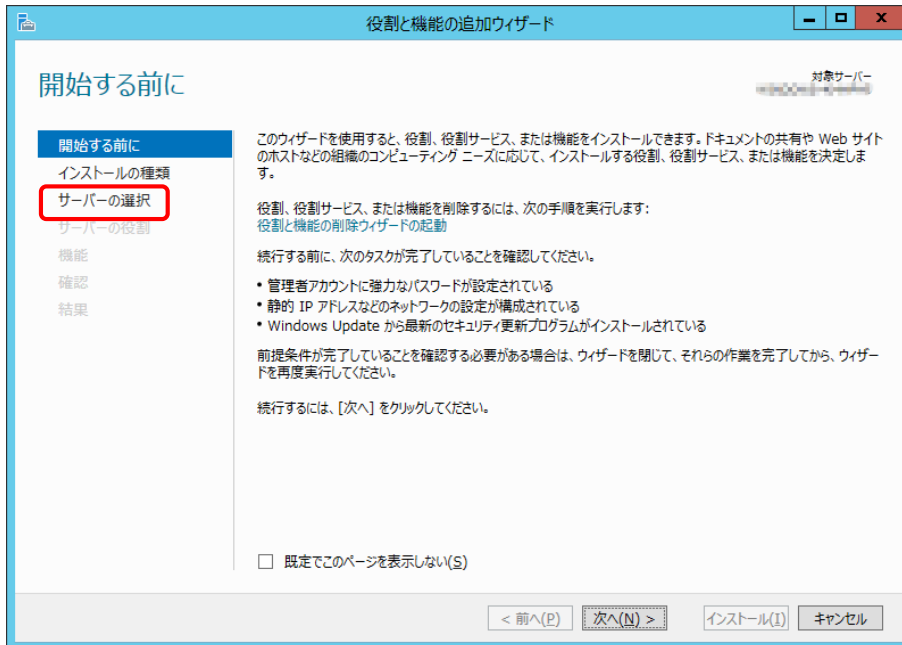 役割と機能の追加ウィザード
開始する前に
対象サーバー
開始する前に
インストールの種類
サーバーの選択
サーバーの役割
機能
確認
結果
このウィザードを使用すると、役割、役割サービス、または機能をインストールできます。ドキュメントの共有や Web サイト
のホストなどの組織のコンピューティング ニーズに応じて、インストールする役割、役割サービス、または機能を決定しま
す。
役割、役割サービス、または機能を削除するには、次の手順を実行します:
役割と機能の削除ウィザードの起動
続行する前に、次のタスクが完了していることを確認してください。
• 管理者アカウントに強力なパスワードが設定されている
• 静的 IP アドレスなどのネットワークの設定が構成されている
• Windows Update から最新のセキュリティ更新プログラムがインストールされている
前提条件が完了していることを確認する必要がある場合は、ウィザードを閉じて、それらの作業を完了してから、ウィザー
ドを再度実行してください。
続行するには、[次へ] をクリックしてください。
既定でこのページを表示しない(S)
< 前へ(P) 次へ(N) > インストール(I) キャンセル